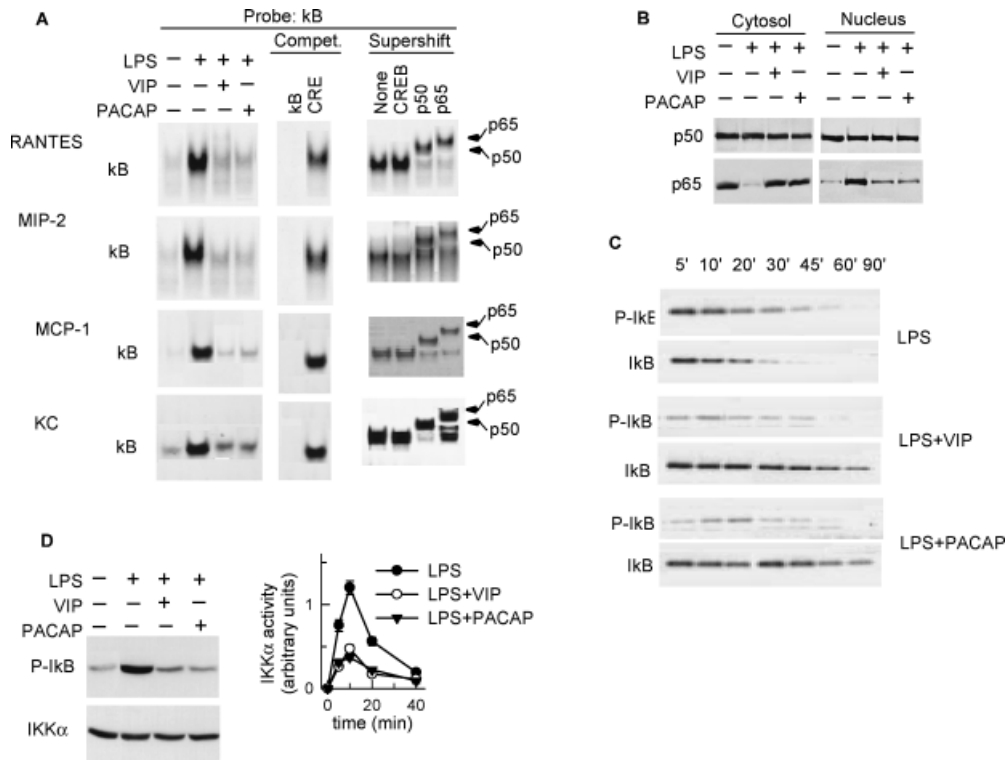 A
Probe: kB
Compet.
Supershift
LPS − + + +
VIP − − + −
PACAP − − − +
kB CRE
None CREB p50 p65
RANTES
kB
p65
p50
MIP-2
kB
p65
p50
MCP-1
kB
p65
p50
KC
kB
p65
p50
B
Cytosol Nucleus
LPS − + + + − + + +
VIP − − + − − − + −
PACAP − − − + − − − +
p50
p65
C
5' 10' 20' 30' 45' 60' 90'
P-IkE
LPS
IkB
P-IkB
LPS+VIP
IkB
P-IkB
LPS+PACAP
IkB
D
LPS − + + +
VIP − − + −
PACAP − − − +
P-IkB
IKKα
LPS
LPS+VIP
LPS+PACAP
IKKα activity
(arbitrary units)
1
0
0 20 40
time (min)